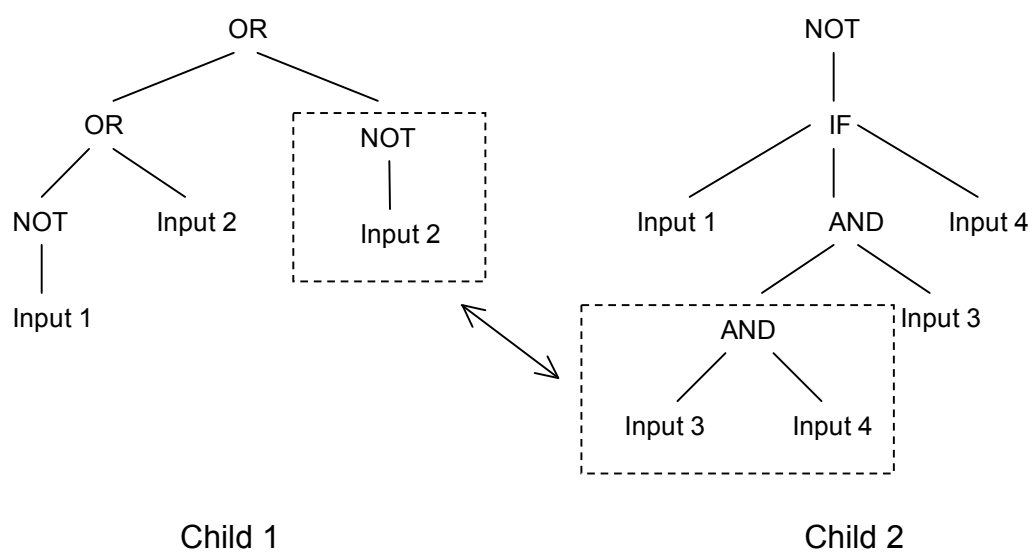 OR
NOT
OR
NOT
IF
NOT
Input 2
Input 2
Input 1
AND
Input 4
Input 1
Input 3
AND
Input 3
Input 4
Child 1
Child 2